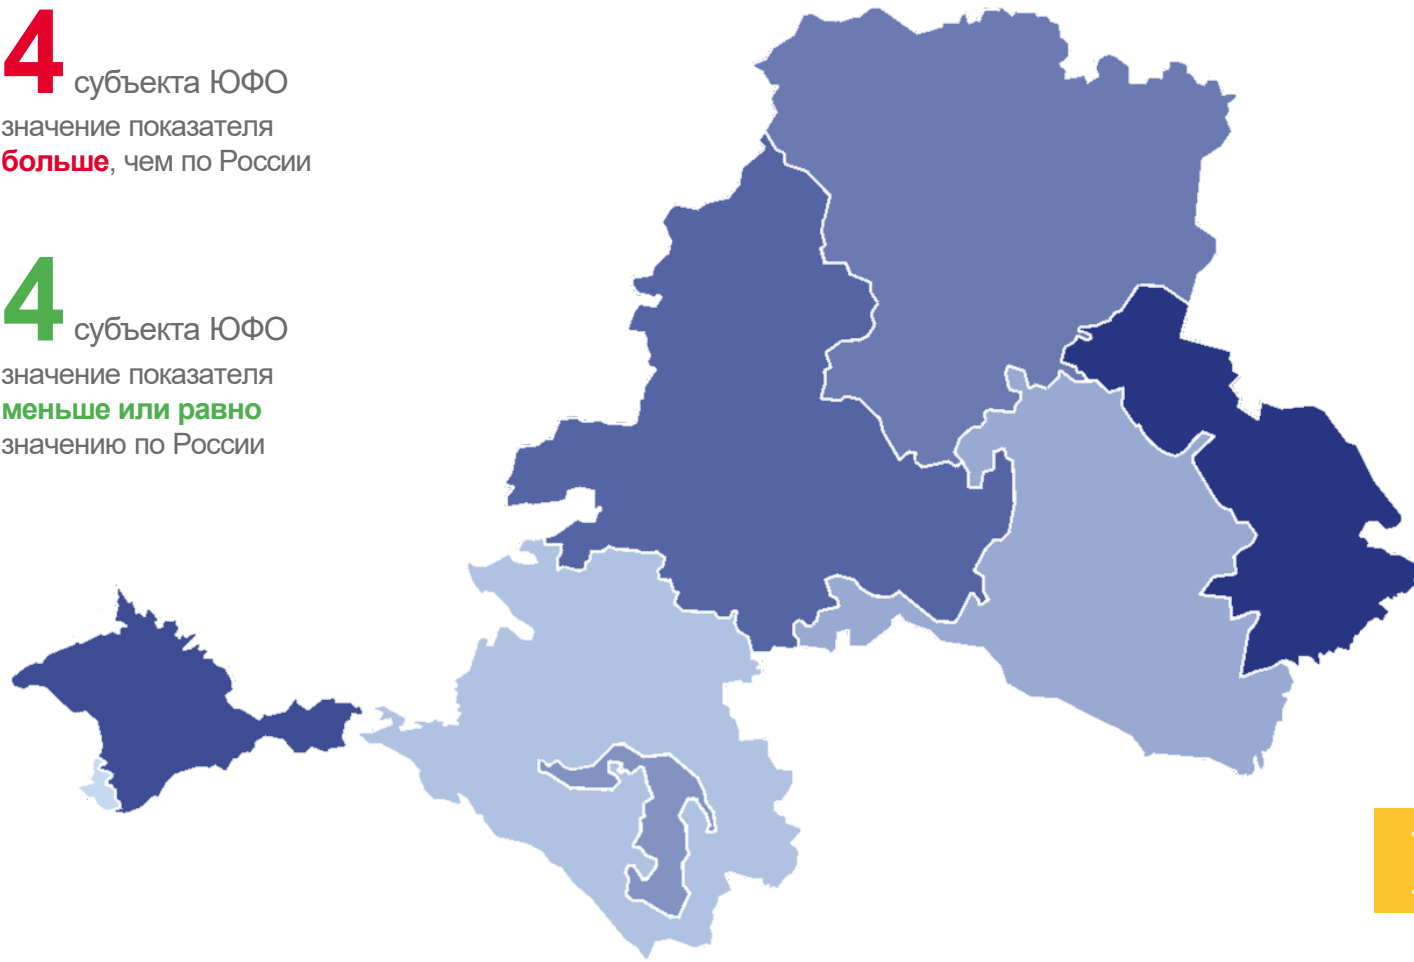 4 субъекта ЮФО
значение показателя
больше, чем по России
4 субъекта ЮФО
значение показателя
меньше или равно
значению по России